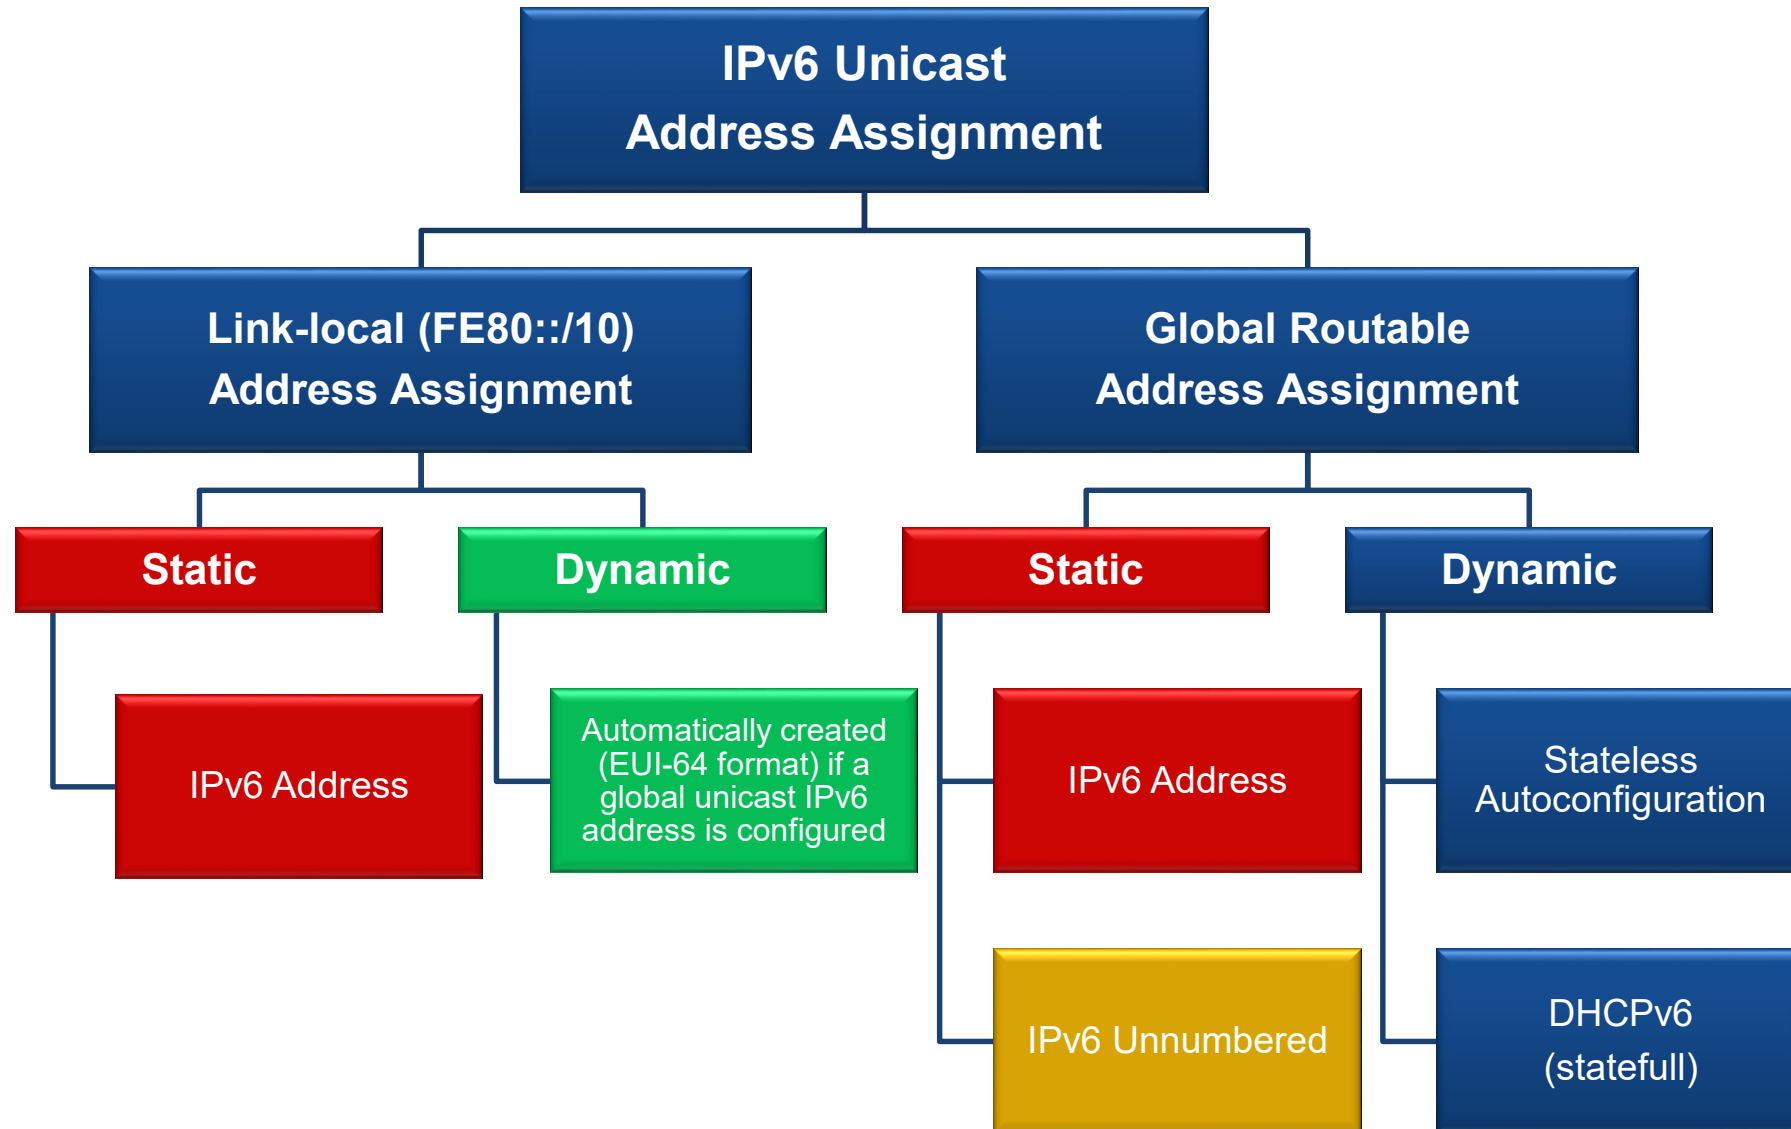 IPv6 Unicast
Address Assignment
Link-local (FE80::/10)
Address Assignment
Global Routable
Address Assignment
Static
Dynamic
Static
Dynamic
IPv6 Address
Automatically created
(EUI-64 format) if a
global unicast IPv6
address is configured
IPv6 Address
Stateless
Autoconfiguration
IPv6 Unnumbered
DHCPv6
(statefull)